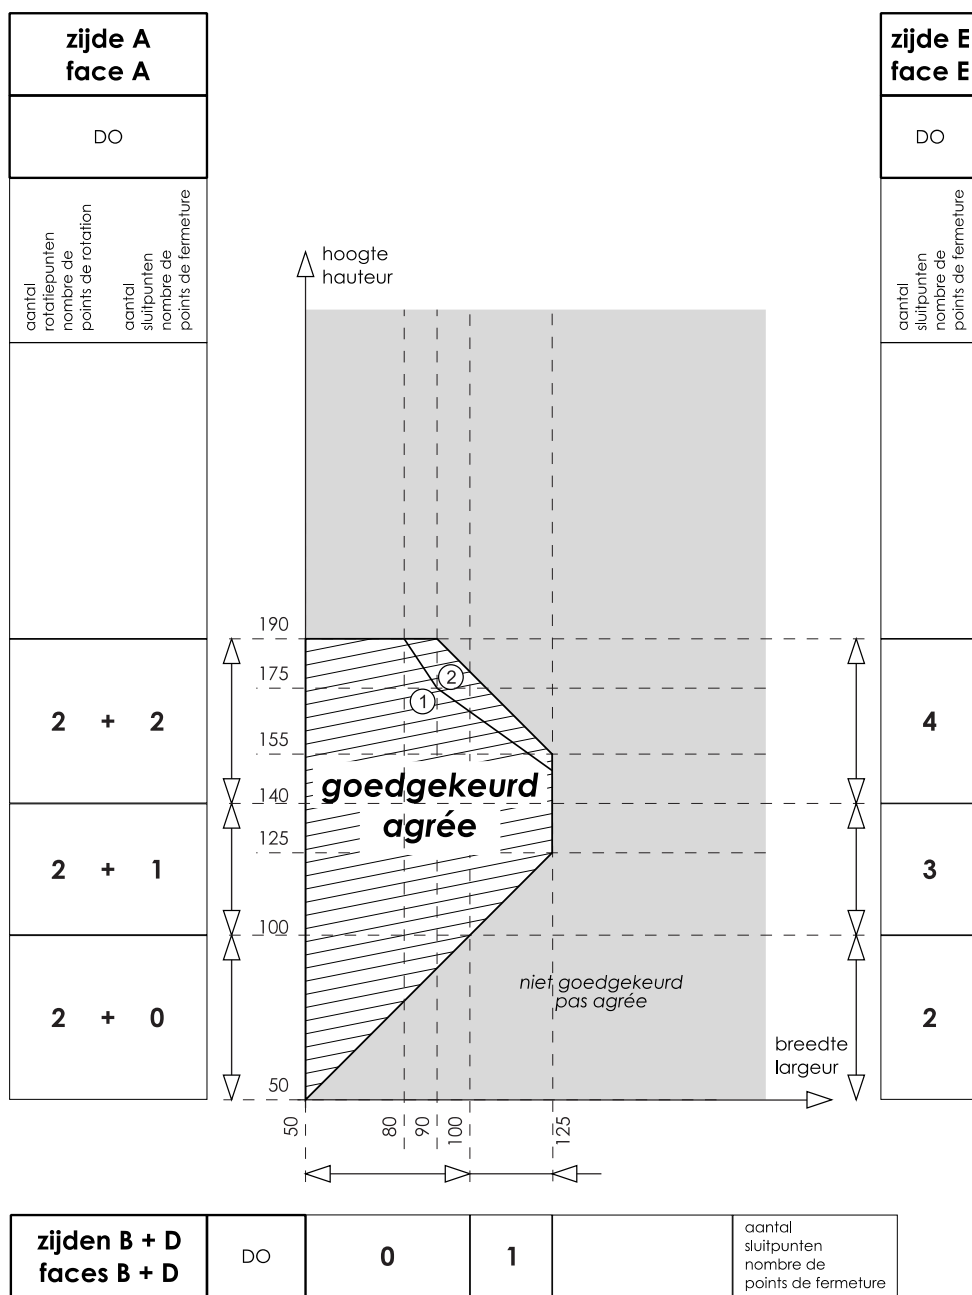 zijde A
face A
DO
aantal
rotatiepunten
nombre de
points de rotation
aantal
sluitpunten
nombre de
points de fermeture
zijde E
face E
DO
aantal
sluitpunten
nombre de
points de fermeture
hoogte
hauteur
190
175
155
140
125
100
50
2 + 2
2 + 1
2 + 0
1
2
goedgekeurd
agrée
niet goedgekeurd
pas agrée
breedte
largeur
4
3
2
50
80
90
100
125
zijden B + D
faces B + D
DO
0
1
aantal
sluitpunten
nombre de
points de fermeture